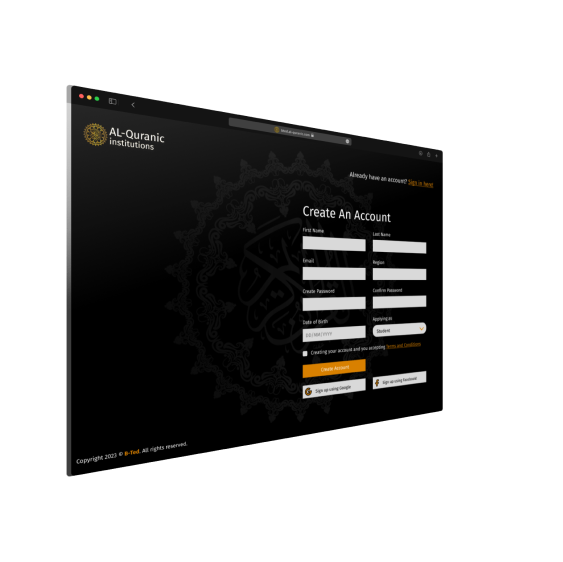 AL-Quranic
institutions
Already have an account? Sign in here!
Create An Account
First Name
Last Name
Email
Region
Create Password
Confirm Password
Date of Birth
Applying as
DD/MM/YYYY
Student
Creating your account and you accepting Terms and Conditions
Create Account
Sign up using Google
Sign up using Facebook
Copyright 2023 © B-Ted. All rights reserved.